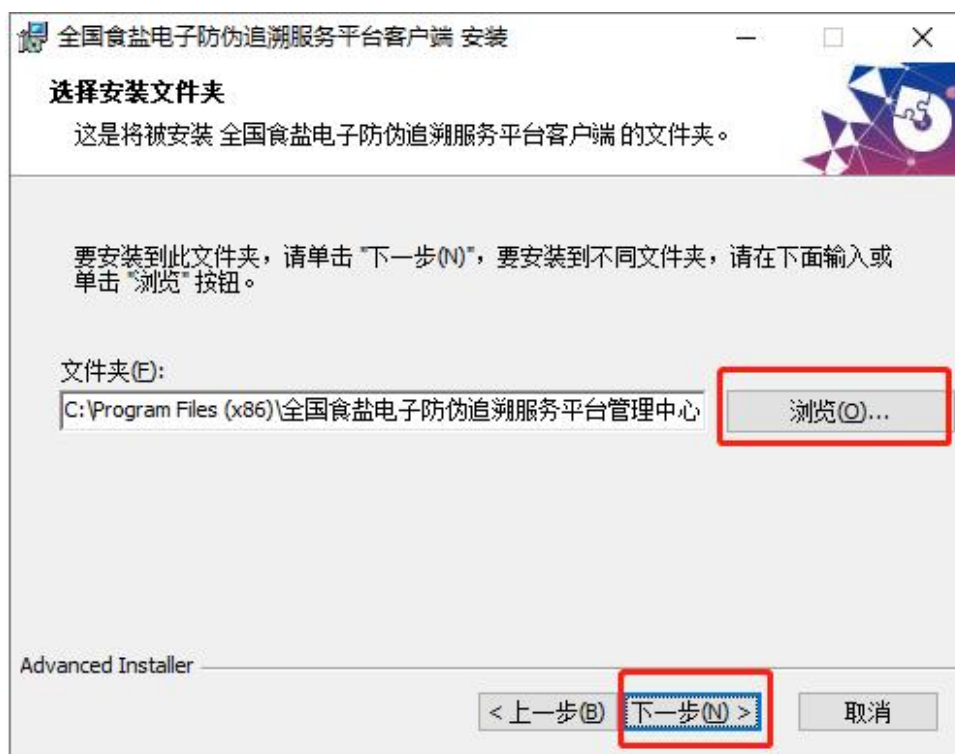 全国食盐电子防伪追溯服务平台客户端 安装
选择安装文件夹
这是将被安装 全国食盐电子防伪追溯服务平台客户端 的文件夹。
要安装到此文件夹，请单击 "下一步(N)"，要安装到不同文件夹，请在下面输入或
单击 "浏览" 按钮。
文件夹(F):
C:\Program Files (x86)\全国食盐电子防伪追溯服务平台管理中心
浏览(O)...
Advanced Installer
< 上一步(B)
下一步(N) >
取消